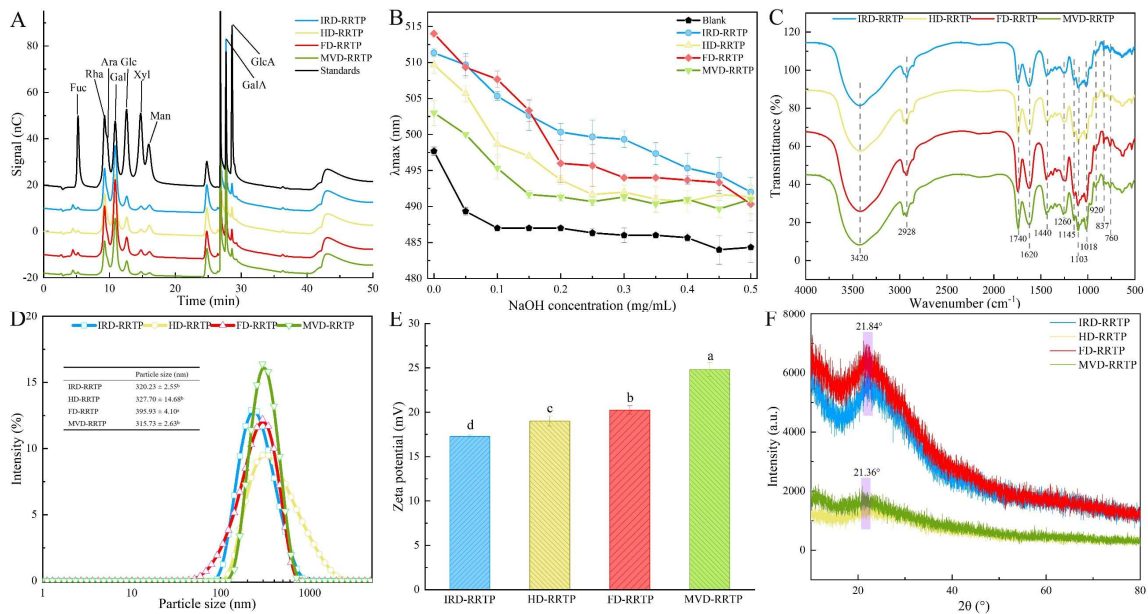 A
IRD-RRTP
HD-RRTP
FD-RRTP
MVD-RRTP
Standards
Fuc
Rha
Ara
Gal
Glc
Xyl
Man
GlcA
GalA
80
60
40
20
0
-20
Signal (nC)
0 10 20 30 40 50
Time (min)
B
Blank
IRD-RRTP
HD-RRTP
FD-RRTP
MVD-RRTP
515
510
505
500
495
490
485
480
λmax (nm)
0.0 0.1 0.2 0.3 0.4 0.5
NaOH concentration (mg/mL)
C
IRD-RRTP HD-RRTP FD-RRTP MVD-RRTP
140
120
100
80
60
40
20
0
Transmittance (%)
3420
2928
1740
1620
1440
1260
1145
1103
1018
920
837
760
4000 3500 3000 2500 2000 1500 1000 500
Wavenumber (cm-1)
D
IRD-RRTP HD-RRTP FD-RRTP MVD-RRTP
Particle size (nm)
IRD-RRTP 320.23 ± 2.55b
HD-RRTP 327.70 ± 14.68b
FD-RRTP 395.93 ± 4.10a
MVD-RRTP 315.73 ± 2.63b
20
15
10
5
0
Intensity (%)
1 10 100 1000
Particle size (nm)
E
d
c
b
a
30
25
20
15
10
5
0
Zeta potential (mV)
IRD-RRTP HD-RRTP FD-RRTP MVD-RRTP
F
21.84°
21.36°
IRD-RRTP
HD-RRTP
FD-RRTP
MVD-RRTP
8000
6000
4000
2000
0
Intensity (a.u.)
20 40 60 80
2θ (°)